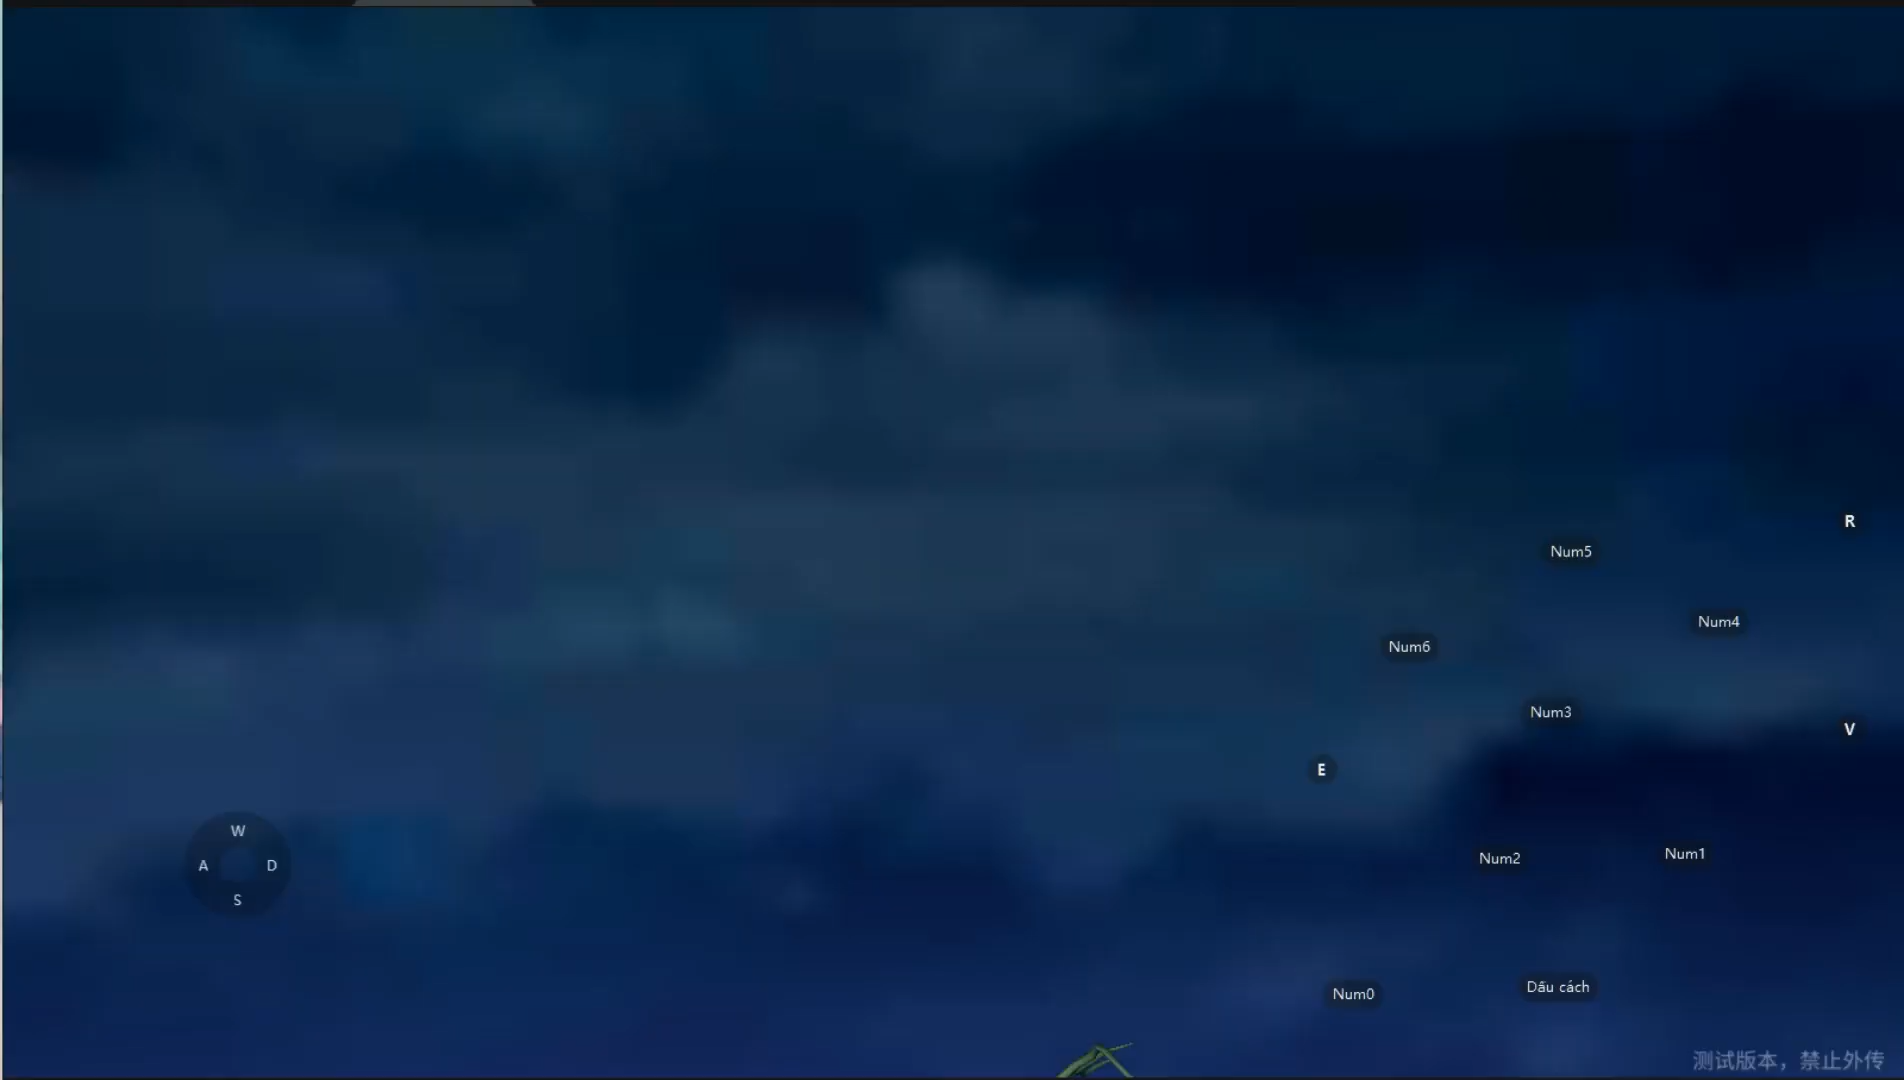 R
Num5
Num4
Num6
Num3
V
E
W
A D
S
Num2 Num1
Num0 Dấu cách
测试版本，禁止外传